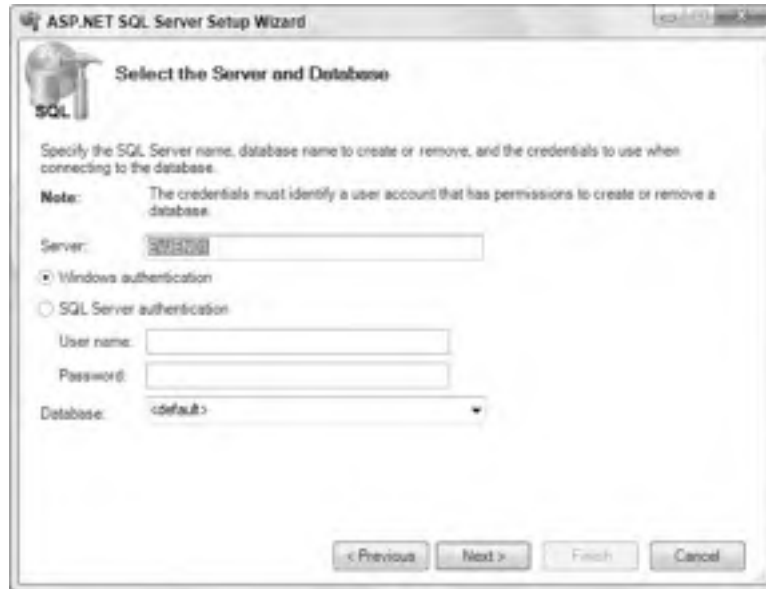 ASP.NET SQL Server Setup Wizard
Select the Server and Database
SQL
Specify the SQL Server name, database name to create or remove, and the credentials to use when
connecting to the database.
Note: The credentials must identify a user account that has permissions to create or remove a
database.
Server:
Windows authentication
SQL Server authentication
User name:
Password:
Database: <default>
< Previous Next > Finish Cancel